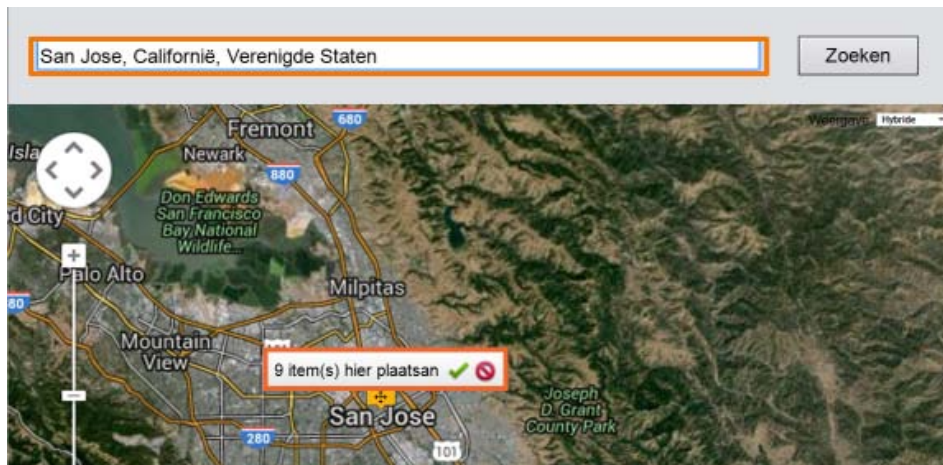 San Jose, Californië, Verenigde Staten
Zoeken
Fremont
680
Weergave
Hybride
Isla
Newark
880
Don Edwards
San Francisco
Bay National
Wildlife...
d City
Palo Alto
Milpitas
80
Mountain
View
9 item(s) hier plaatsan
San Jose
Joseph
D. Grant
County Park
280
101